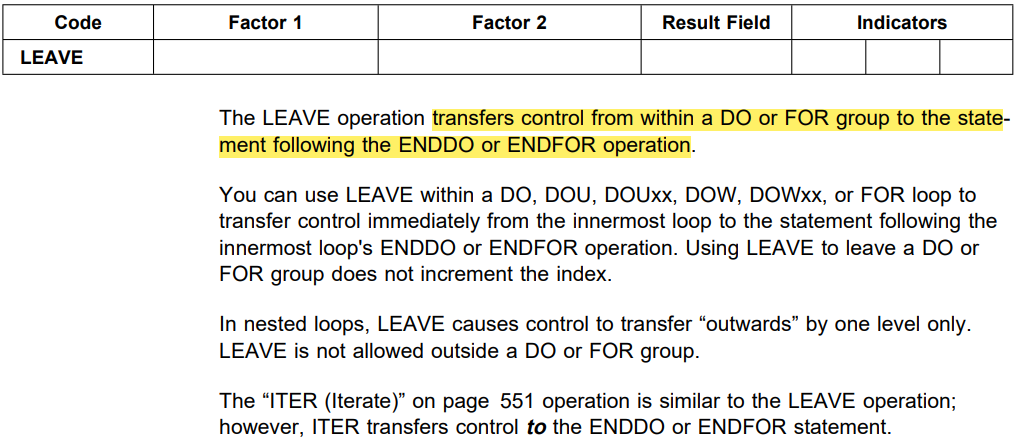 Code Factor 1 Factor 2 Result Field Indicators
LEAVE
The LEAVE operation transfers control from within a DO or FOR group to the state-
ment following the ENDDO or ENDFOR operation.
You can use LEAVE within a DO, DOU, DOUxx, DOW, DOWxx, or FOR loop to
transfer control immediately from the innermost loop to the statement following the
innermost loop's ENDDO or ENDFOR operation. Using LEAVE to leave a DO or
FOR group does not increment the index.
In nested loops, LEAVE causes control to transfer “outwards” by one level only.
LEAVE is not allowed outside a DO or FOR group.
The “ITER (Iterate)” on page 551 operation is similar to the LEAVE operation;
however, ITER transfers control to the ENDDO or ENDFOR statement.